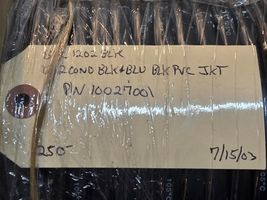 1202 BLK
2 COND BLK & BLU BLK PVC JKT
P/N 10027001
250-
7/15/03